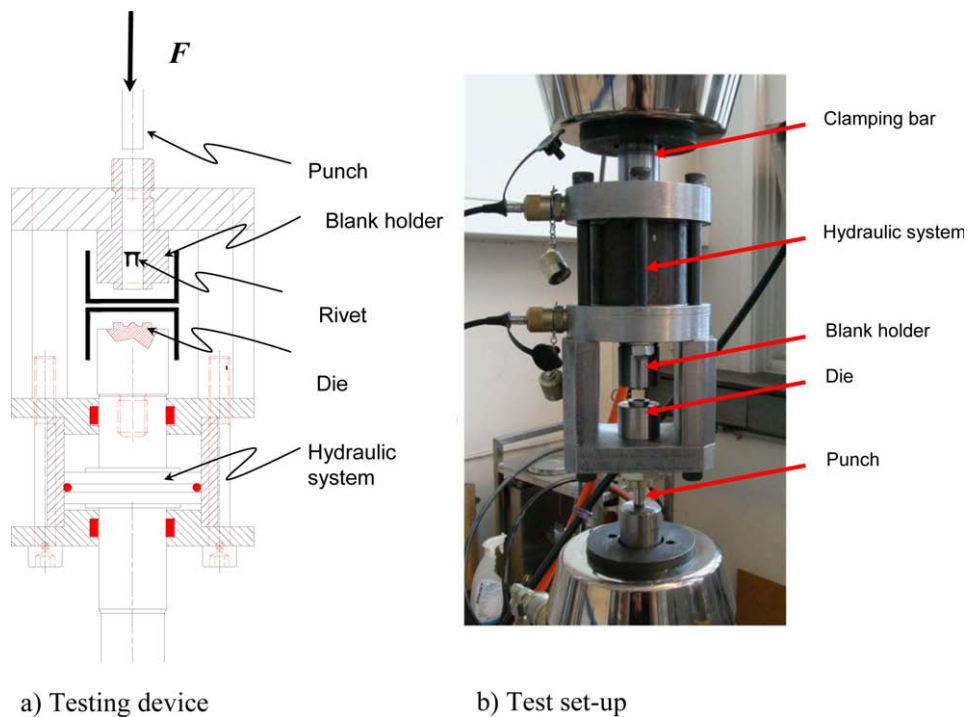 F
Punch
Blank holder
Rivet
Die
Hydraulic
system
a) Testing device
Clamping bar
Hydraulic system
Blank holder
Die
Punch
b) Test set-up